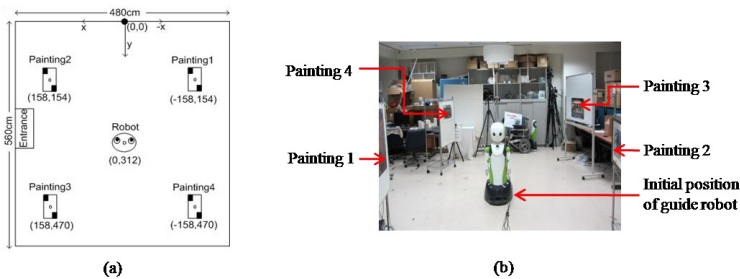 480cm
x (0,0) -x
y
Painting2
Painting1
(158,154)
(-158,154)
560cm
Entrance
Robot
(0,312)
Painting3
Painting4
(158,470)
(-158,470)
(a)
Painting 4
Painting 3
Painting 1
Painting 2
Initial position
of guide robot
(b)